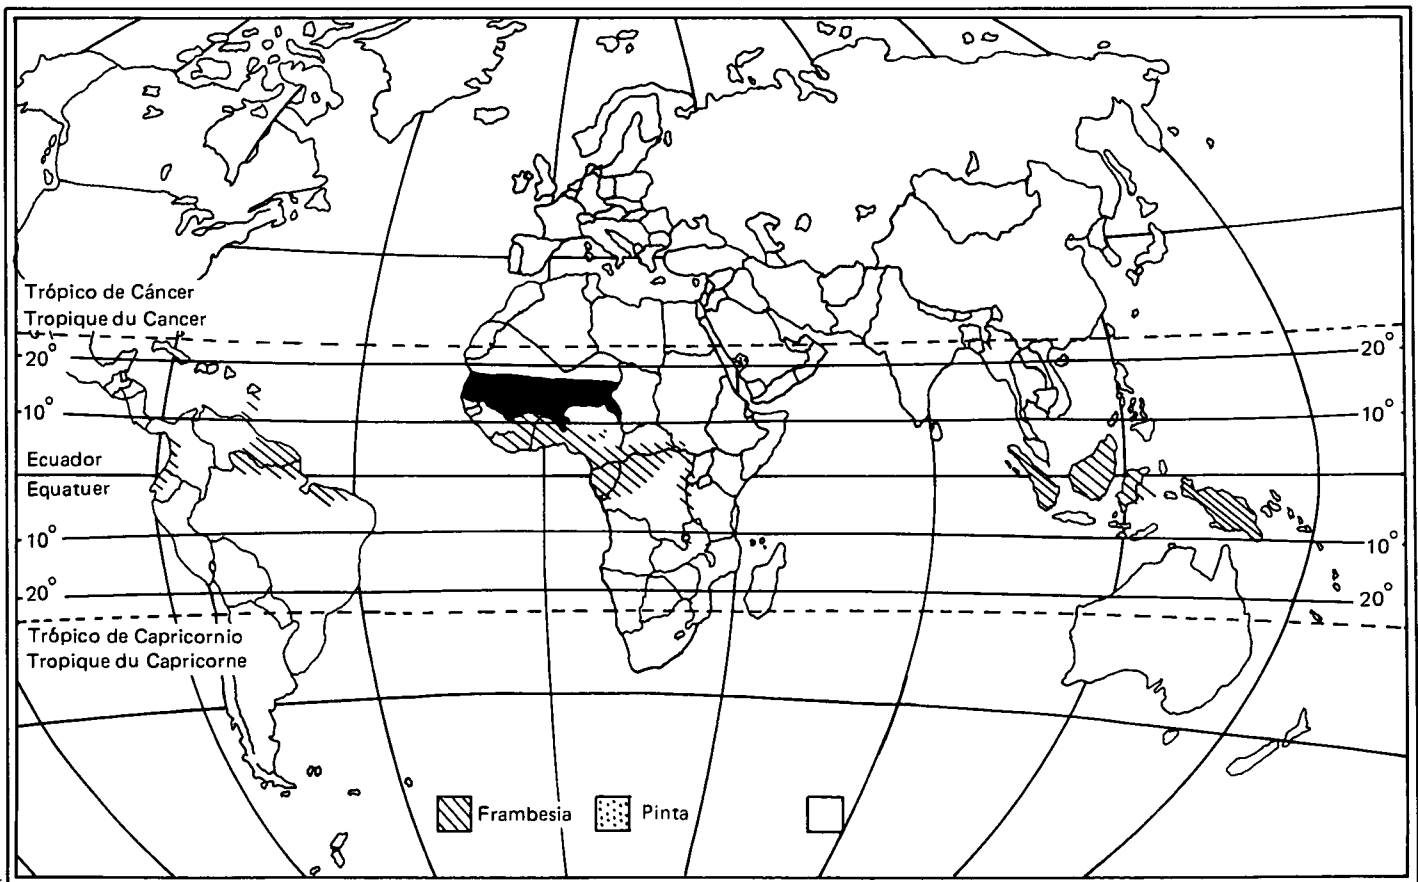 Trópico de Cáncer
Tropique du Cancer
20°
20°
10°
10°
Ecuador
Equatuer
10°
10°
20°
20°
Trópico de Capricornio
Tropique du Capricorne
Frambesia
Pinta